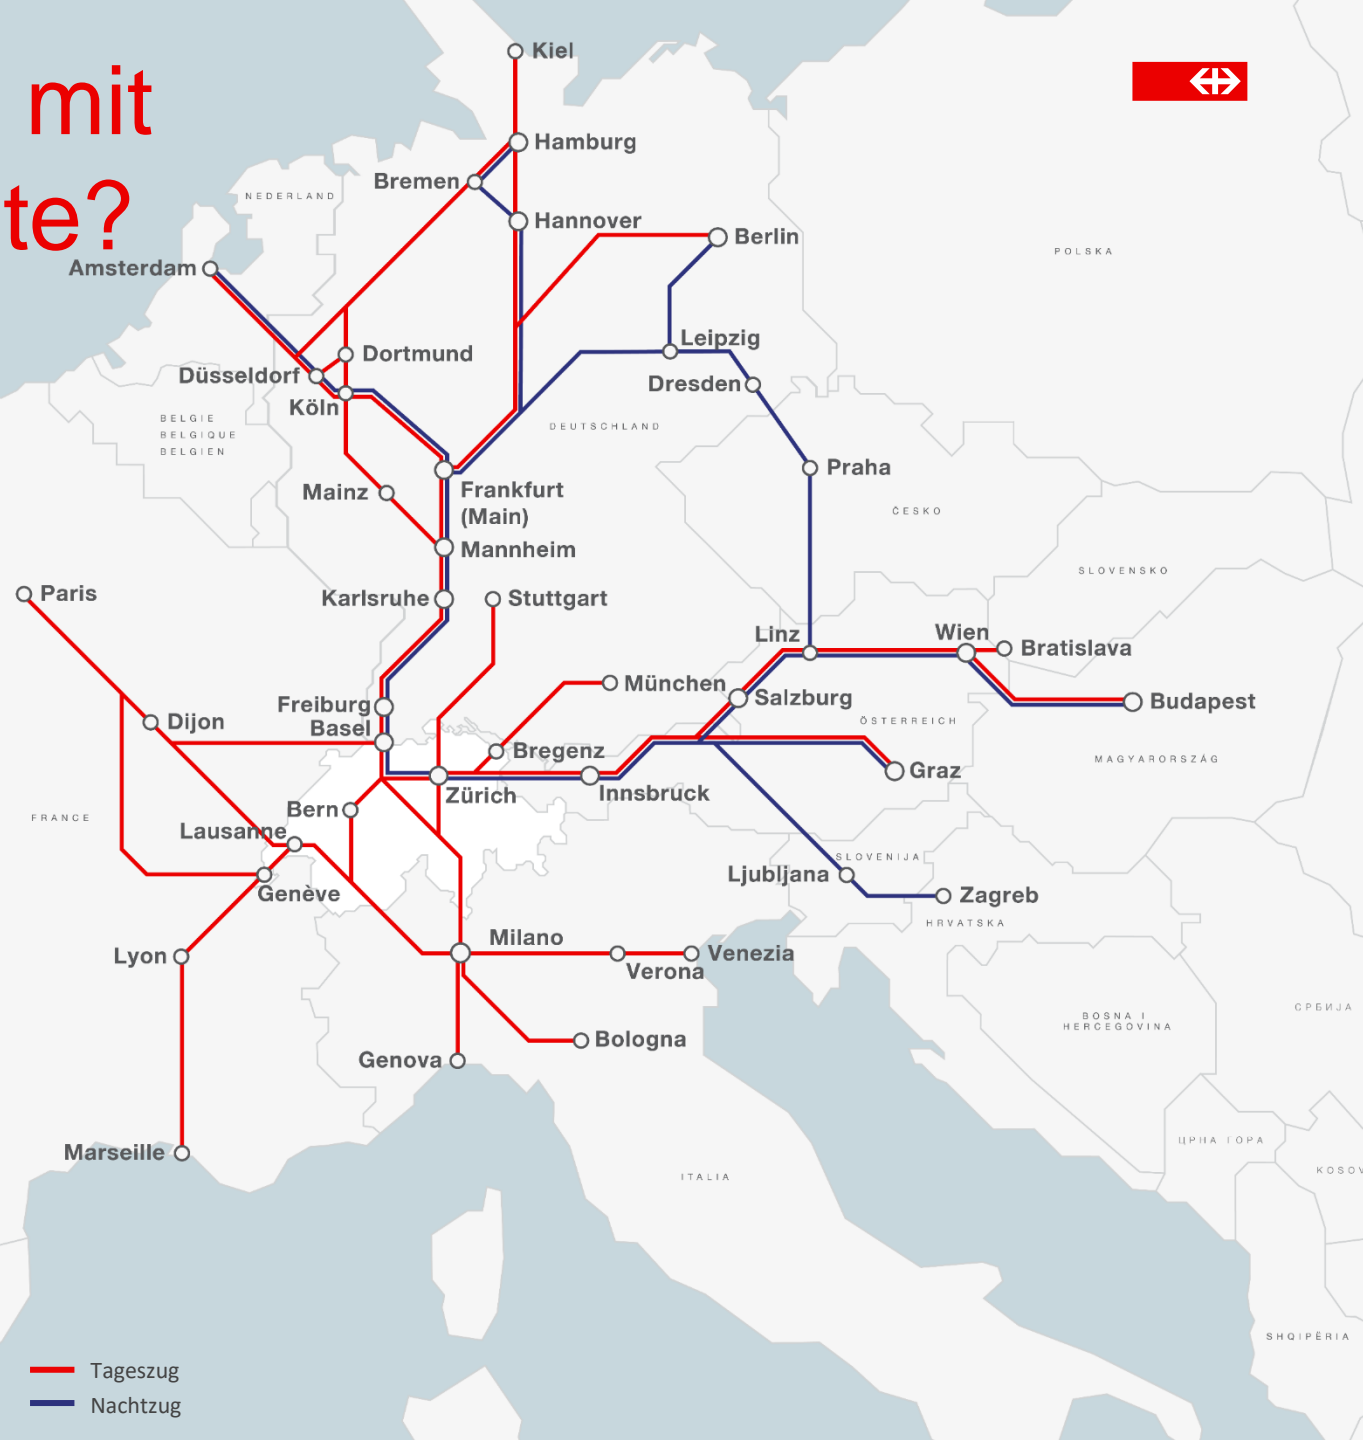 mit
te?
Kiel
Hamburg
Bremen
NEDERLAND
Hannover
Berlin
POLSKA
Amsterdam
Leipzig
Dortmund
Düsseldorf
Dresden
Köln
BELGIE
BELGIQUE
BELGIEN
DEUTSCHLAND
Praha
Mainz
Frankfurt
(Main)
ČESKO
Mannheim
SLOVENSKO
Paris
Karlsruhe
Stuttgart
Linz
Wien
Bratislava
München
Salzburg
Budapest
Freiburg
Dijon
ÖSTERREICH
Basel
Bregenz
MAGYARORSZÁG
Graz
Zürich
Innsbruck
Bern
FRANCE
Lausanne
SLOVENIJA
Ljubljana
Genève
Zagreb
HRVATSKA
Milano
Lyon
Venezia
Verona
СРБИЈА
BOSNA I
HERCEGOVINA
Bologna
Genova
ЦРНА ГОРА
Marseille
KOSOV
ITALIA
SHQIPËRIA
Tageszug
Nachtzug